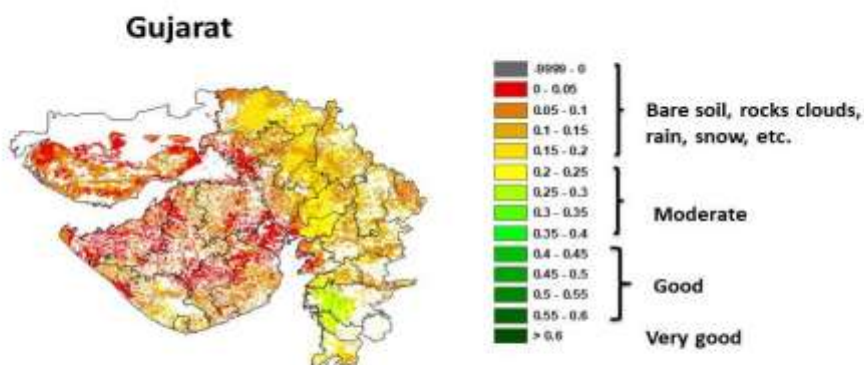 Gujarat
-9999 - 0
0 - 0.05
0.05 - 0.1
0.1 - 0.15
0.15 - 0.2
0.2 - 0.25
0.25 - 0.3
0.3 - 0.35
0.35 - 0.4
0.4 - 0.45
0.45 - 0.5
0.5 - 0.55
0.55 - 0.6
> 0.6
Bare soil, rocks clouds,
rain, snow, etc.
Moderate
Good
Very good